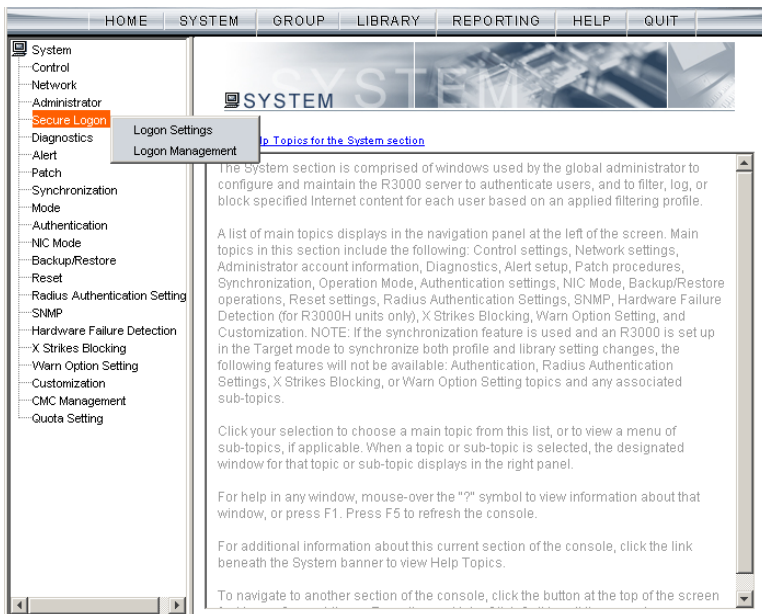 HOME SYSTEM GROUP LIBRARY REPORTING HELP QUIT
System
Control
Network
Administrator
Secure Logon
Diagnostics
Alert
Patch
Synchronization
Mode
Authentication
NIC Mode
Backup/Restore
Reset
Radius Authentication Setting
SNMP
Hardware Failure Detection
X Strikes Blocking
Warn Option Setting
Customization
CMC Management
Quota Setting
Logon Settings
Logon Management
SYSTEM
SYSTEM
lp Topics for the System section
The System section is comprised of windows used by the global administrator to
configure and maintain the R3000 server to authenticate users, and to filter, log, or
block specified Internet content for each user based on an applied filtering profile.
A list of main topics displays in the navigation panel at the left of the screen. Main
topics in this section include the following: Control settings, Network settings,
Administrator account information, Diagnostics, Alert setup, Patch procedures,
Synchronization, Operation Mode, Authentication settings, NIC Mode, Backup/Restore
operations, Reset settings, Radius Authentication Settings, SNMP, Hardware Failure
Detection (for R3000H units only), X Strikes Blocking, Warn Option Setting, and
Customization. NOTE: If the synchronization feature is used and an R3000 is set up
in the Target mode to synchronize both profile and library setting changes, the
following features will not be available: Authentication, Radius Authentication
Settings, X Strikes Blocking, or Warn Option Setting topics and any associated
sub-topics.
Click your selection to choose a main topic from this list, or to view a menu of
sub-topics, if applicable. When a topic or sub-topic is selected, the designated
window for that topic or sub-topic displays in the right panel.
For help in any window, mouse-over the "?" symbol to view information about that
window, or press F1. Press F5 to refresh the console.
For additional information about this current section of the console, click the link
beneath the System banner to view Help Topics.
To navigate to another section of the console, click the button at the top of the screen